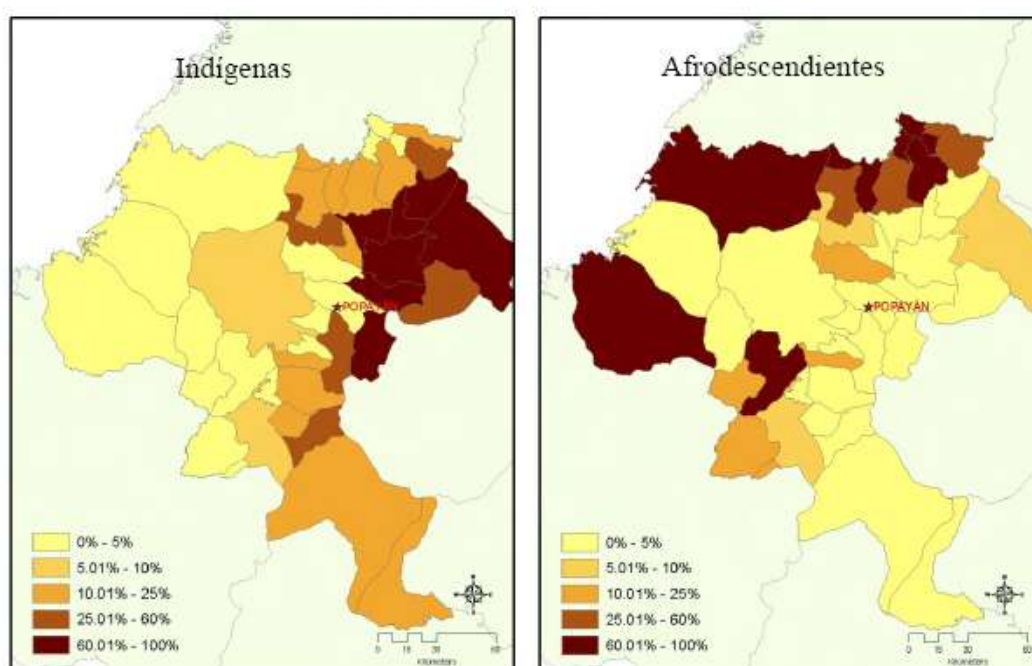 Indígenas
POPAYÁN
0% - 5%
5.01% - 10%
10.01% - 25%
25.01% - 60%
60.01% - 100%
Afrodescendientes
POPAYÁN
0% - 5%
5.01% - 10%
10.01% - 25%
25.01% - 60%
60.01% - 100%